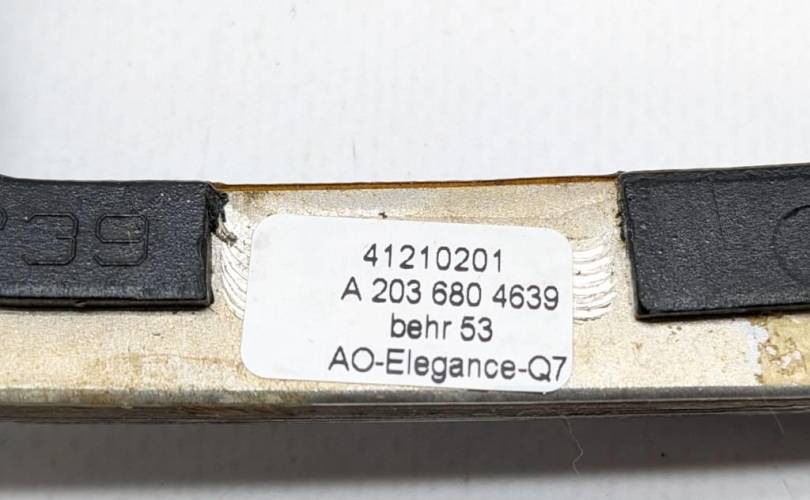 41210201
A 203 680 4639
behr 53
AO-Elegance-Q7